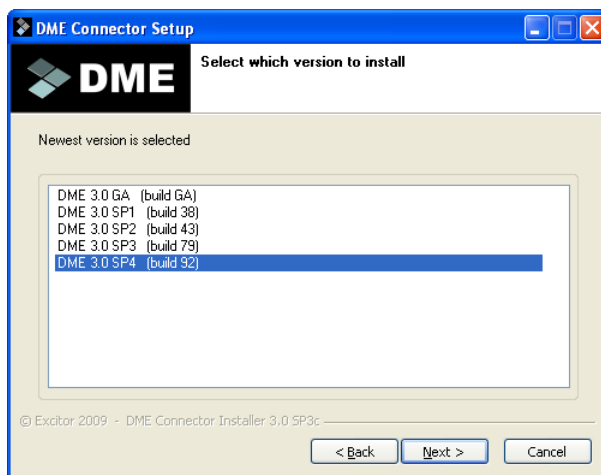 DME Connector Setup
DME
Select which version to install
Newest version is selected
DME 3.0 GA (build GA)
DME 3.0 SP1 (build 38)
DME 3.0 SP2 (build 43)
DME 3.0 SP3 (build 79)
DME 3.0 SP4 (build 92)
© Excitor 2009 - DME Connector Installer 3.0 SP3c
< Back Next > Cancel